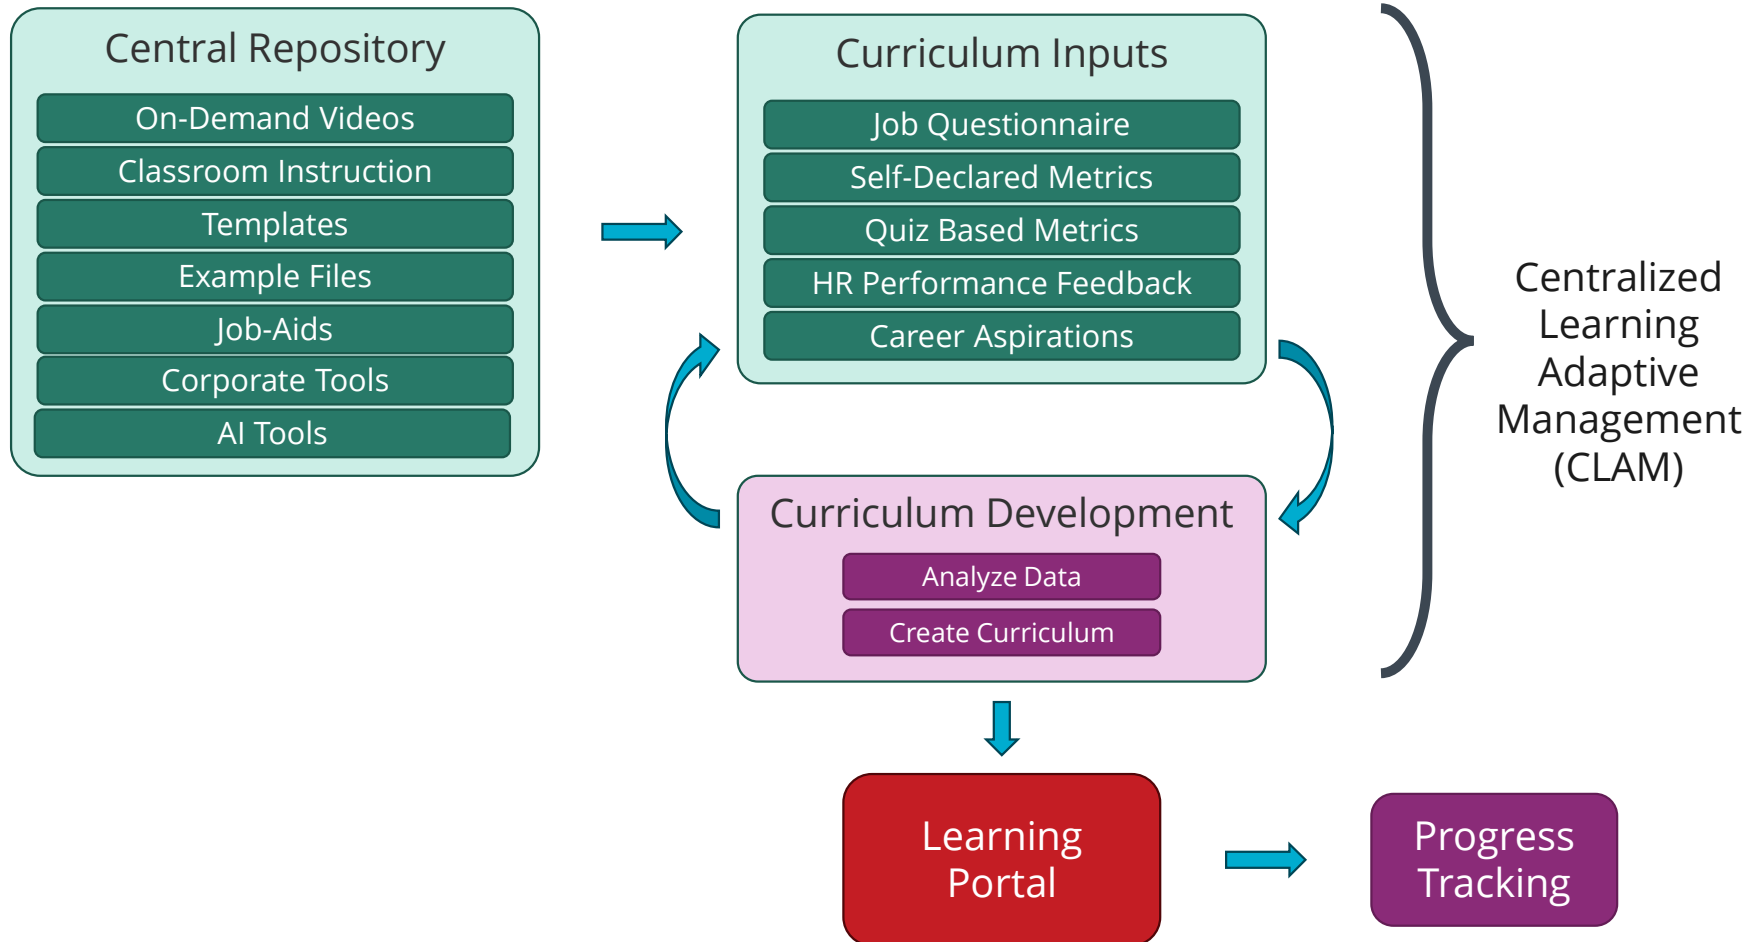 Central Repository
On-Demand Videos
Classroom Instruction
Templates
Example Files
Job-Aids
Corporate Tools
AI Tools
Curriculum Inputs
Job Questionnaire
Self-Declared Metrics
Quiz Based Metrics
HR Performance Feedback
Career Aspirations
Curriculum Development
Analyze Data
Create Curriculum
Centralized
Learning
Adaptive
Management
(CLAM)
Learning
Portal
Progress
Tracking